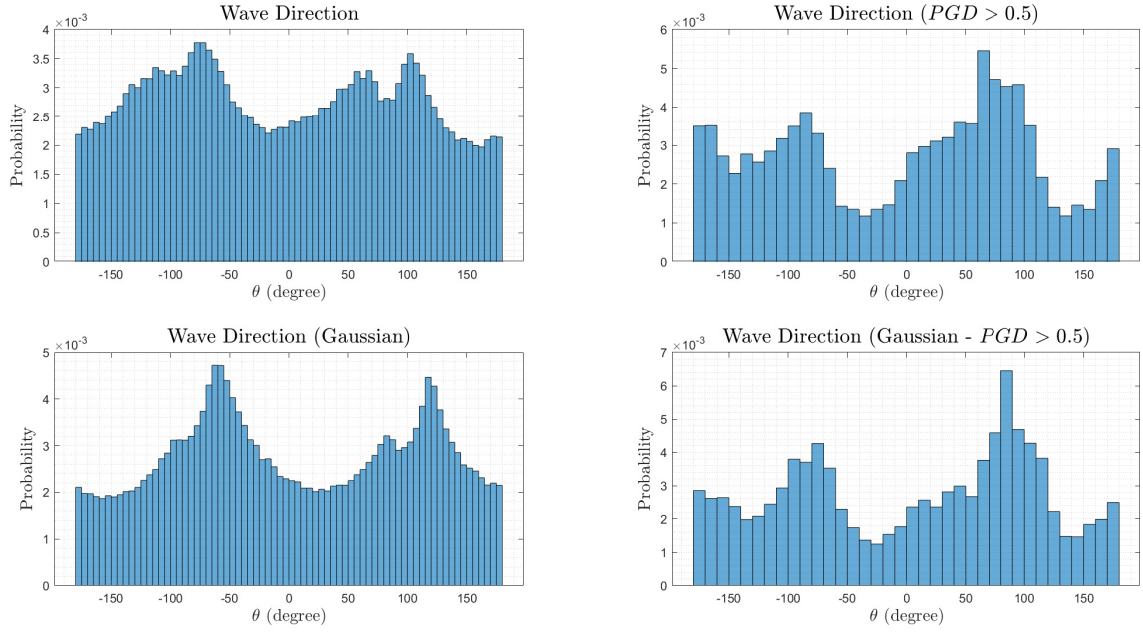 Wave Direction
×10⁻³
4
3.5
3
2.5
2
1.5
1
0.5
0
Probability
-150 -100 -50 0 50 100 150
θ (degree)
Wave Direction (PGD > 0.5)
×10⁻³
6
5
4
3
2
1
0
Probability
-150 -100 -50 0 50 100 150
θ (degree)
Wave Direction (Gaussian)
×10⁻³
5
4
3
2
1
0
Probability
-150 -100 -50 0 50 100 150
θ (degree)
Wave Direction (Gaussian - PGD > 0.5)
×10⁻³
7
6
5
4
3
2
1
0
Probability
-150 -100 -50 0 50 100 150
θ (degree)